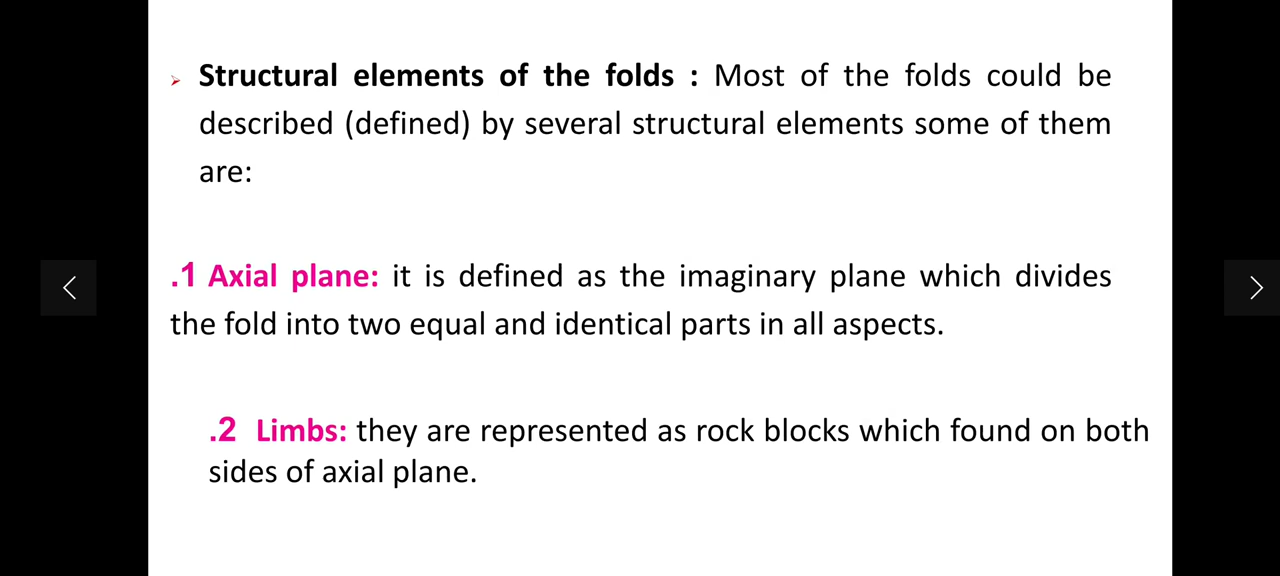 Structural elements of the folds : Most of the folds could be
described (defined) by several structural elements some of them
are:
.1 Axial plane: it is defined as the imaginary plane which divides
the fold into two equal and identical parts in all aspects.
.2 Limbs: they are represented as rock blocks which found on both
sides of axial plane.